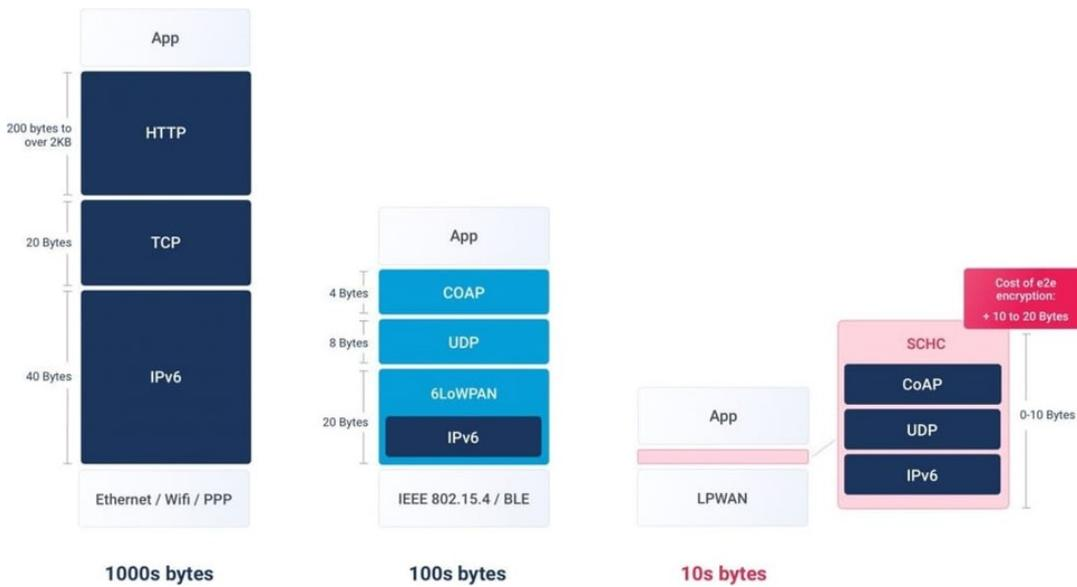 App
200 bytes to
over 2KB
HTTP
20 Bytes
TCP
40 Bytes
IPv6
Ethernet / Wifi / PPP
1000s bytes
App
4 Bytes
COAP
8 Bytes
UDP
20 Bytes
6LoWPAN
IPv6
IEEE 802.15.4 / BLE
100s bytes
App
LPWAN
10s bytes
Cost of e2e
encryption:
+ 10 to 20 Bytes
SCHC
CoAP
UDP
IPv6
0-10 Bytes